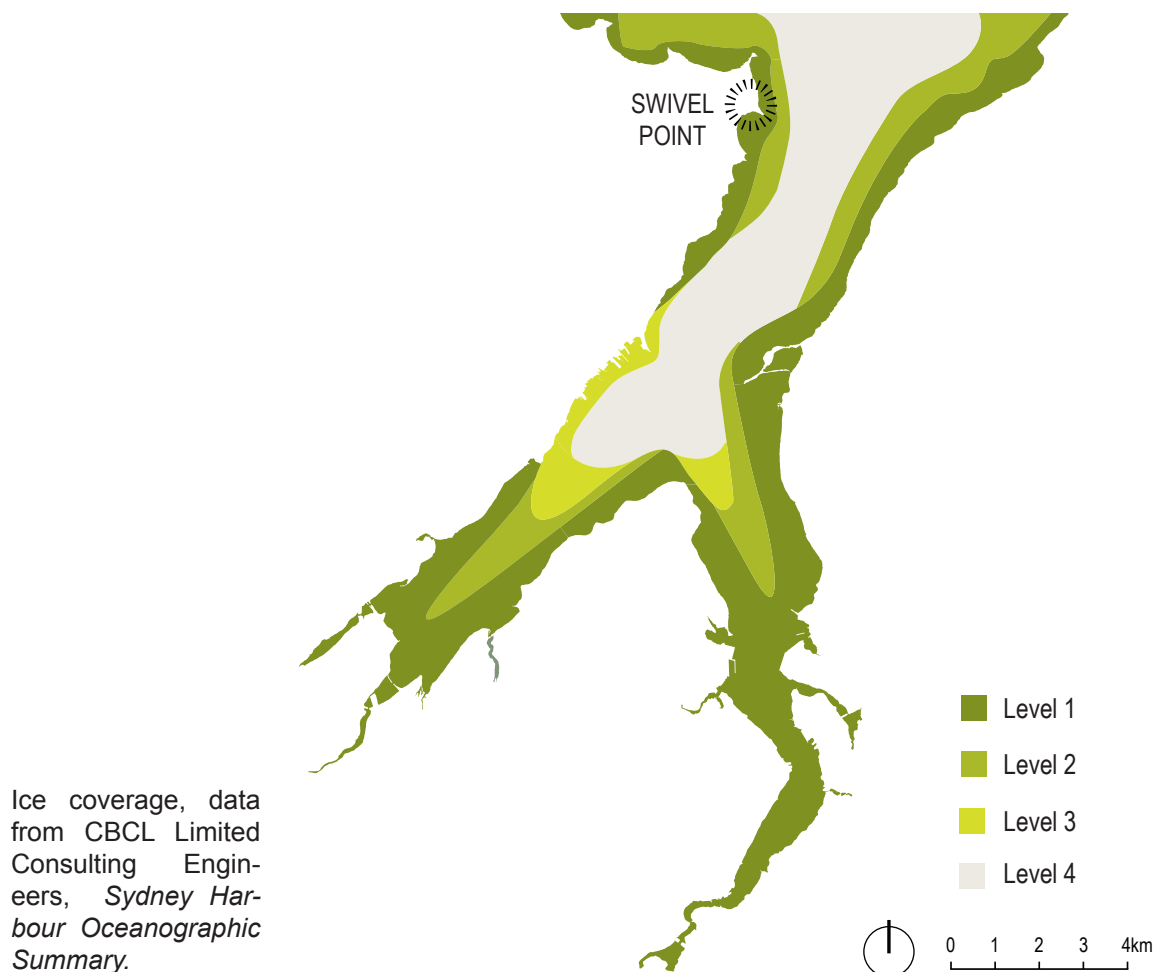 SWIVEL
POINT
Level 1
Level 2
Level 3
Level 4
Ice coverage, data
from CBCL Limited
Consulting Engin-
eers, Sydney Har-
bour Oceanographic
Summary.
0 1 2 3 4km